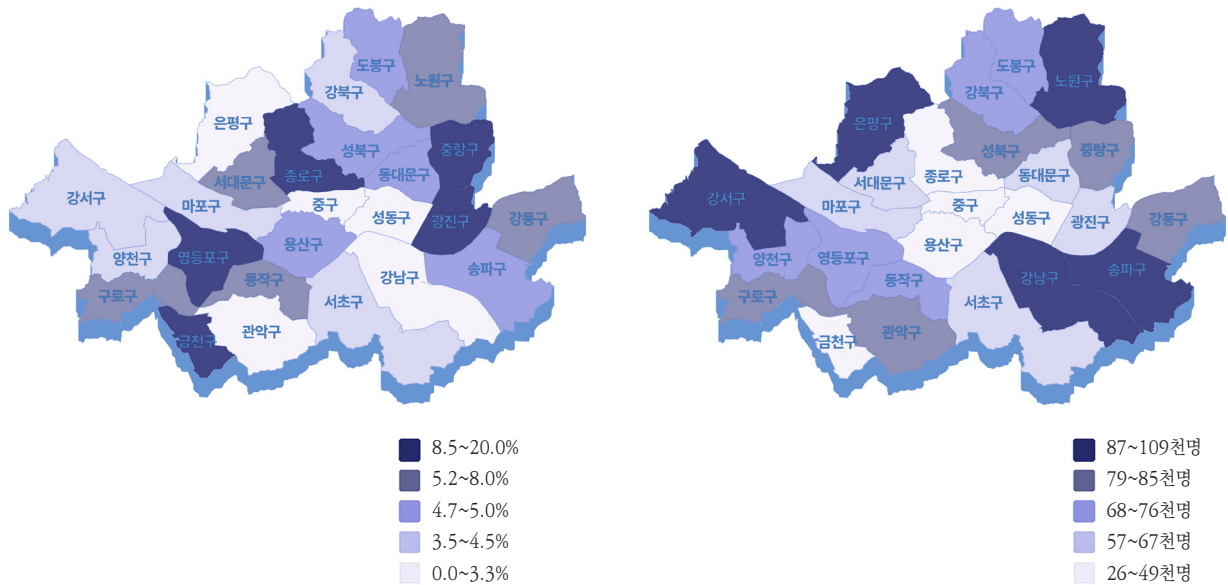 도봉구
노원구
강북구
은평구
성북구
중랑구
종로구
동대문구
서대문구
강서구
마포구
중구
성동구
광진구
강동구
용산구
양천구
영등포구
송파구
강남구
동작구
구로구
서초구
관악구
금천구
8.5~20.0%
5.2~8.0%
4.7~5.0%
3.5~4.5%
0.0~3.3%
도봉구
노원구
강북구
은평구
성북구
중랑구
종로구
동대문구
서대문구
강서구
마포구
중구
성동구
광진구
강동구
용산구
양천구
영등포구
송파구
강남구
동작구
구로구
서초구
관악구
금천구
87~109천명
79~85천명
68~76천명
57~67천명
26~49천명